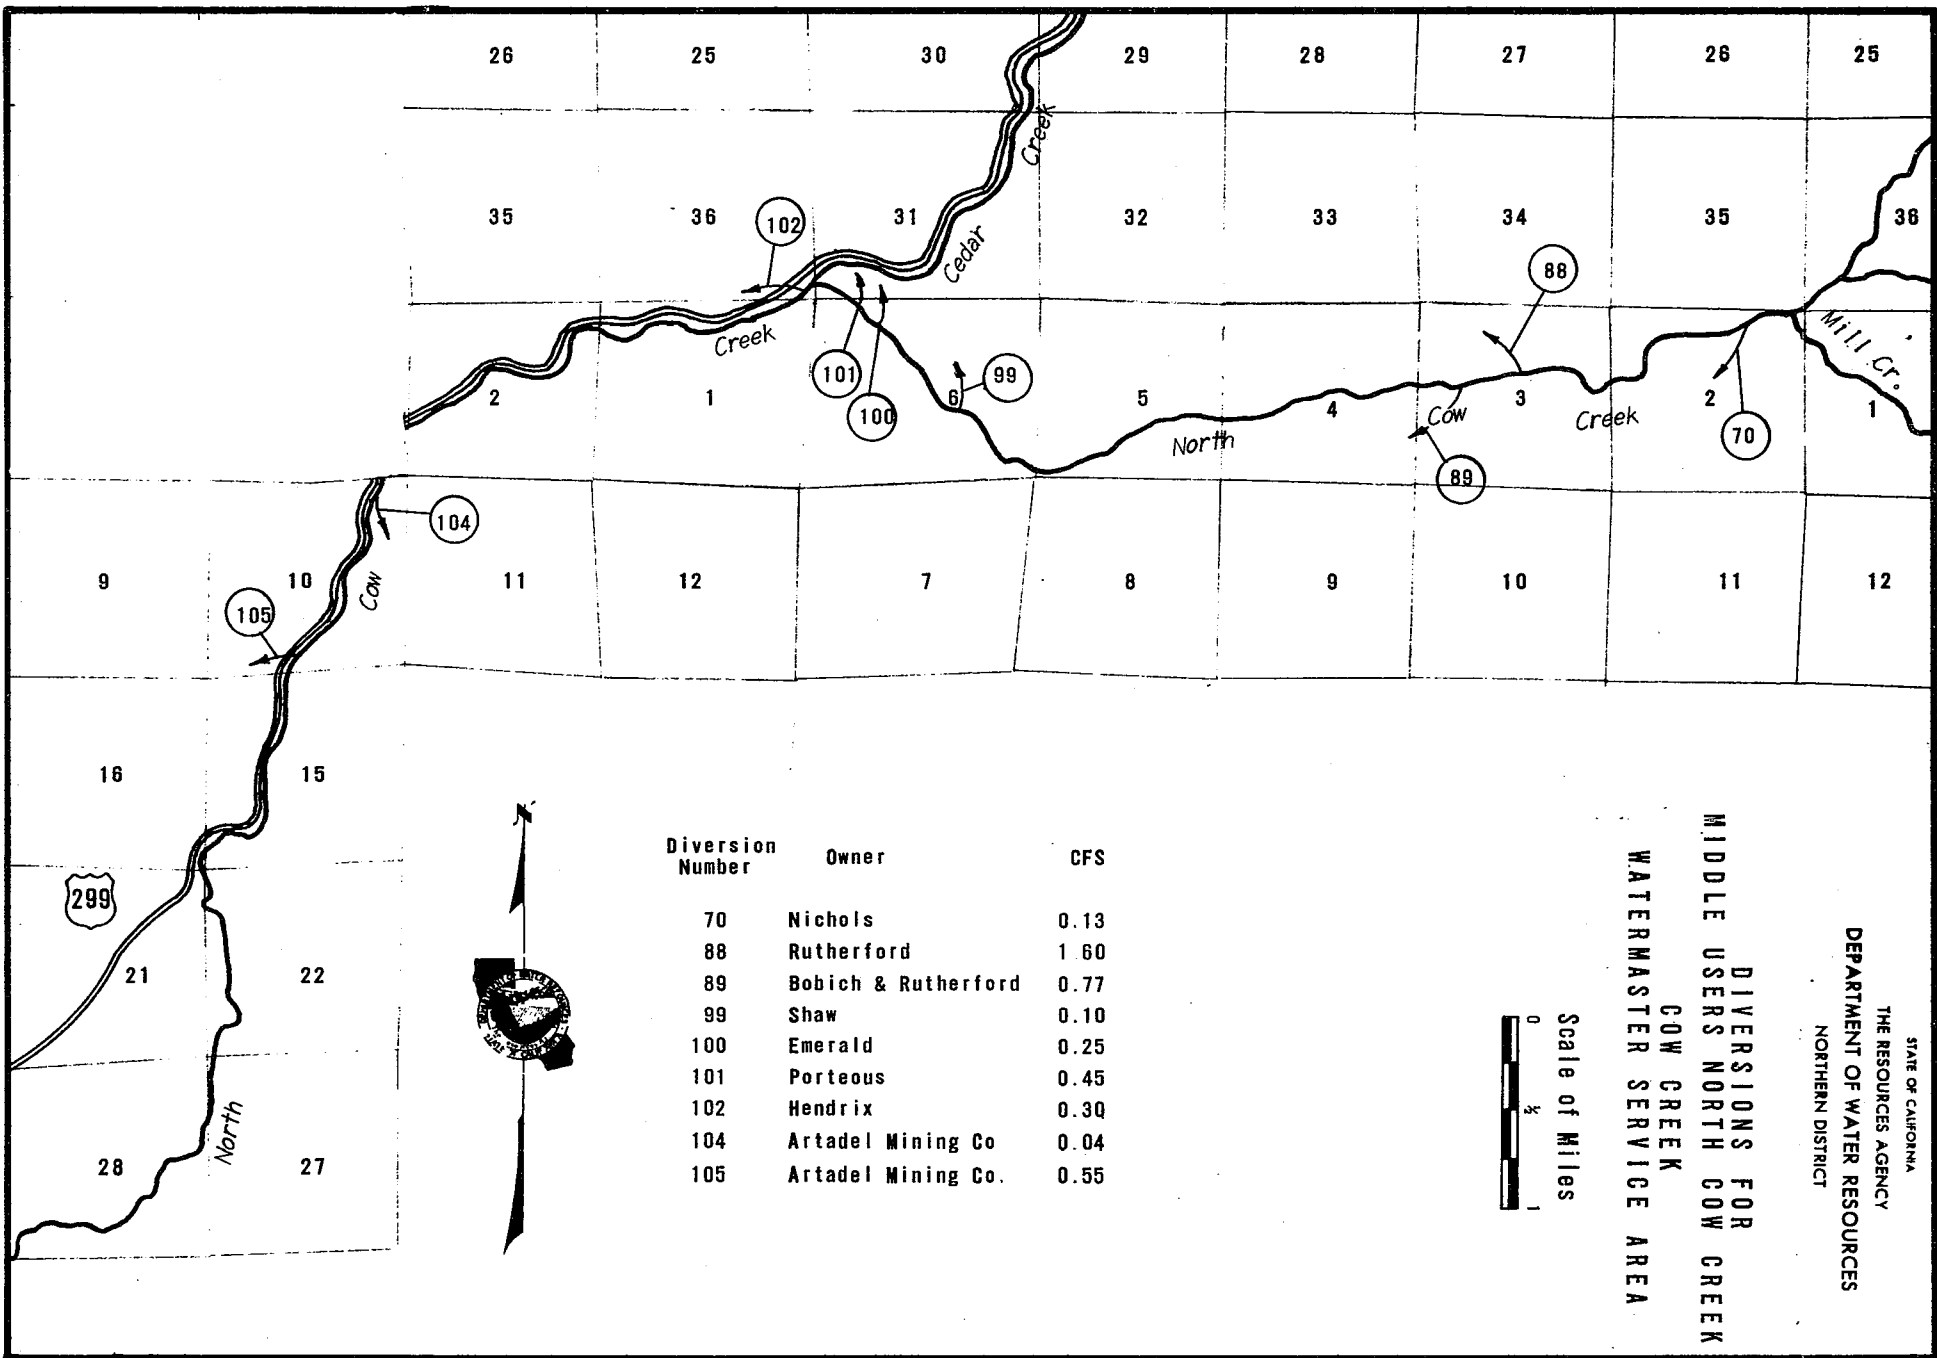 26 25 30 29 28 27 26 25
35 36 31 32 33 34 35 36
102
88
Creek
Cedar
Mill Cr.
Creek
101
100
99
2 1 6 5 4 3 2 1
Cow
Creek
North
70
89
104
9 10 11 12 7 8 9 10 11 12
105
Cow
16 15
299
21 22
28 27
North
N
Diversion
Number Owner CFS
70 Nichols 0.13
88 Rutherford 1 60
89 Bobich & Rutherford 0.77
99 Shaw 0.10
100 Emerald 0.25
101 Porteous 0.45
102 Hendrix 0.30
104 Artadel Mining Co 0.04
105 Artadel Mining Co. 0.55
STATE OF CALIFORNIA
THE RESOURCES AGENCY
DEPARTMENT OF WATER RESOURCES
NORTHERN DISTRICT
DIVERSIONS FOR
MIDDLE USERS NORTH COW CREEK
COW CREEK
WATERMASTER SERVICE AREA
Scale of Miles
0 ½ 1